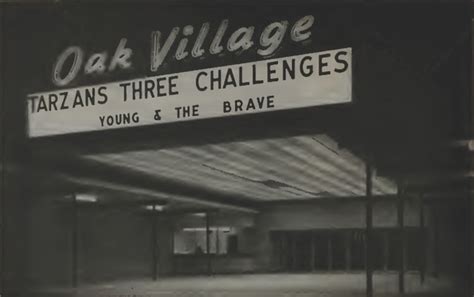 Oak Village
TARZANS THREE CHALLENGES
YOUNG & THE BRAVE